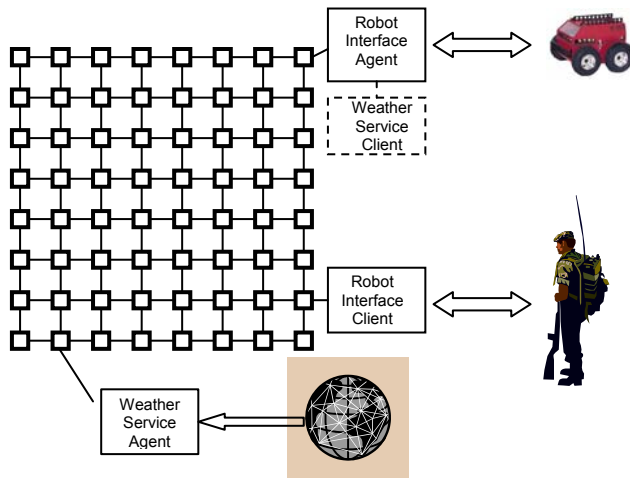 Robot
Interface
Agent
Weather
Service
Client
Robot
Interface
Client
Weather
Service
Agent